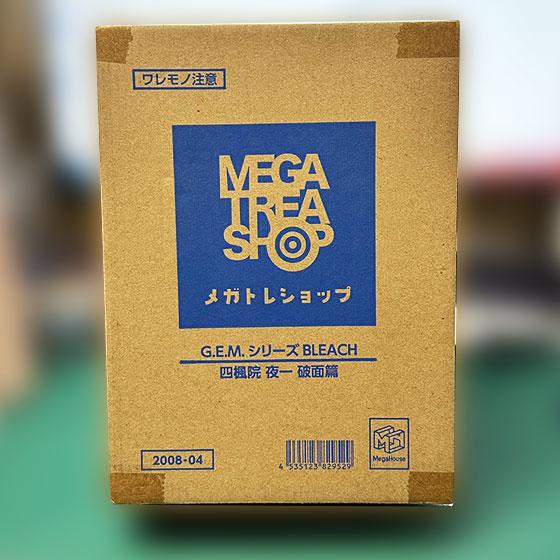 ワレモノ注意
MEGA
TREA
SHOP
メガトレショップ
G.E.M. シリーズ BLEACH
四楓院 夜一 破面篇
2008-04
4 535123 829529
MegaHouse